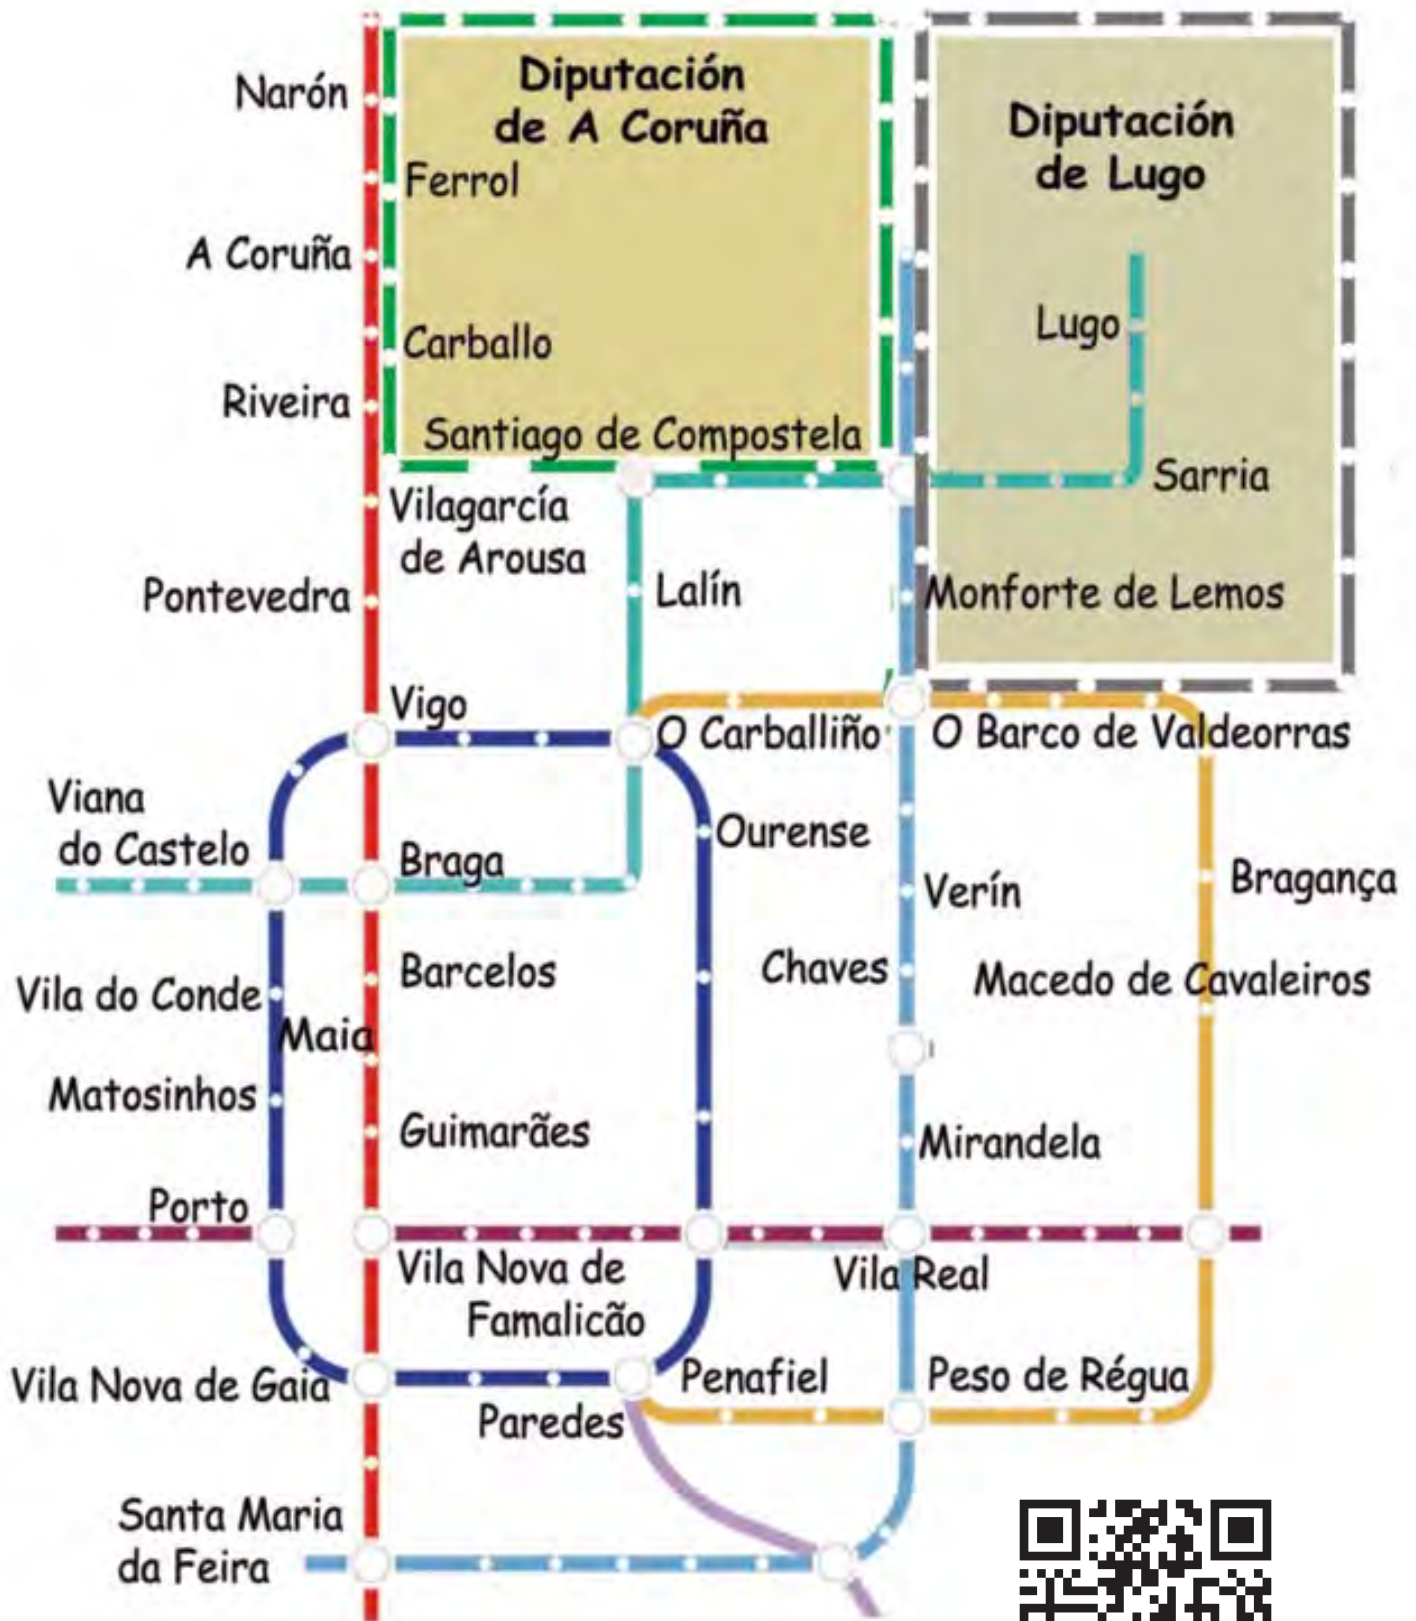 Diputación
de A Coruña
Diputación
de Lugo
Narón
Ferrol
A Coruña
Lugo
Carballo
Riveira
Santiago de Compostela
Sarria
Vilagarcía
de Arousa
Lalín
Monforte de Lemos
Pontevedra
Vigo
O Carballiño
O Barco de Valdeorras
Viana
do Castelo
Ourense
Braga
Verín
Bragança
Barcelos
Chaves
Macedo de Cavaleiros
Vila do Conde
Maia
Matosinhos
Guimarães
Mirandela
Porto
Vila Nova de
Famalicão
Vila Real
Vila Nova de Gaia
Penafiel
Peso de Régua
Paredes
Santa Maria
da Feira